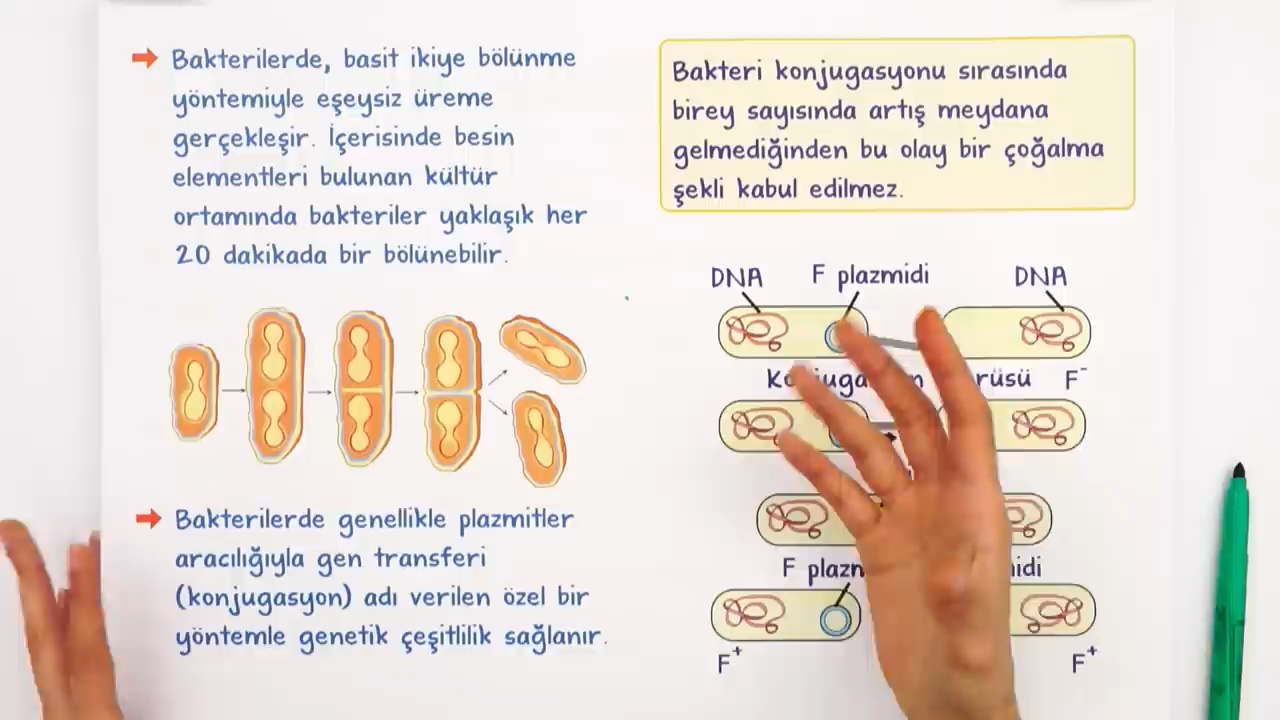 Bakterilerde, basit ikiye bölünme
yöntemiyle eşeysiz üreme
gerçekleşir. İçerisinde besin
elementleri bulunan kültür
ortamında bakteriler yaklaşık her
20 dakikada bir bölünebilir.
Bakterilerde genellikle plazmitler
aracılığıyla gen transferi
(konjugasyon) adı verilen özel bir
yöntemle genetik çeşitlilik sağlanır.
Bakteri konjugasyonu sırasında
birey sayısında artış meydana
gelmediğinden bu olay bir çoğalma
şekli kabul edilmez.
DNA F plazmidi DNA
F⁻
F
F⁺ F⁺